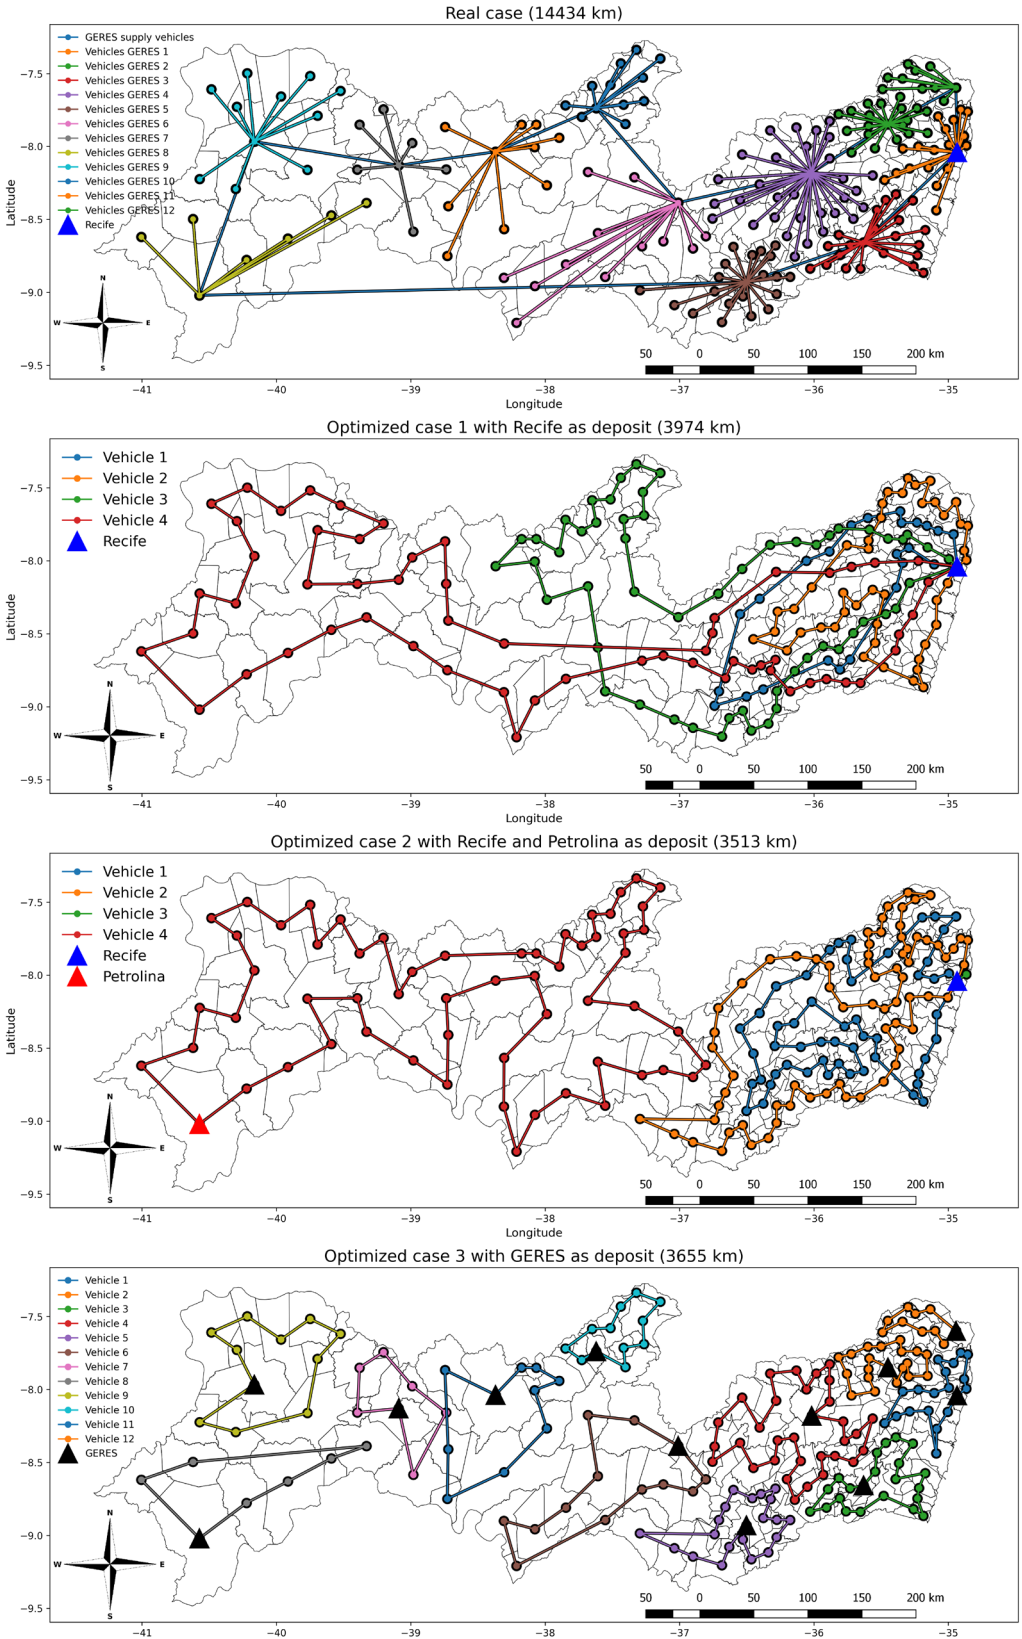 Real case (14434 km)
GERES supply vehicles
Vehicles GERES 1
Vehicles GERES 2
Vehicles GERES 3
Vehicles GERES 4
Vehicles GERES 5
Vehicles GERES 6
Vehicles GERES 7
Vehicles GERES 8
Vehicles GERES 9
Vehicles GERES 10
Vehicles GERES 11
Vehicles GERES 12
Recife
N
W E
S
50 0 50 100 150 200 km
Latitude
−7.5
−8.0
−8.5
−9.0
−9.5
−41 −40 −39 −38 −37 −36 −35
Longitude
Optimized case 1 with Recife as deposit (3974 km)
Vehicle 1
Vehicle 2
Vehicle 3
Vehicle 4
Recife
N
W E
S
50 0 50 100 150 200 km
Latitude
−7.5
−8.0
−8.5
−9.0
−9.5
−41 −40 −39 −38 −37 −36 −35
Longitude
Optimized case 2 with Recife and Petrolina as deposit (3513 km)
Vehicle 1
Vehicle 2
Vehicle 3
Vehicle 4
Recife
Petrolina
N
W E
S
50 0 50 100 150 200 km
Latitude
−7.5
−8.0
−8.5
−9.0
−9.5
−41 −40 −39 −38 −37 −36 −35
Longitude
Optimized case 3 with GERES as deposit (3655 km)
Vehicle 1
Vehicle 2
Vehicle 3
Vehicle 4
Vehicle 5
Vehicle 6
Vehicle 7
Vehicle 8
Vehicle 9
Vehicle 10
Vehicle 11
Vehicle 12
GERES
N
W E
S
50 0 50 100 150 200 km
Latitude
−7.5
−8.0
−8.5
−9.0
−9.5
−41 −40 −39 −38 −37 −36 −35
Longitude